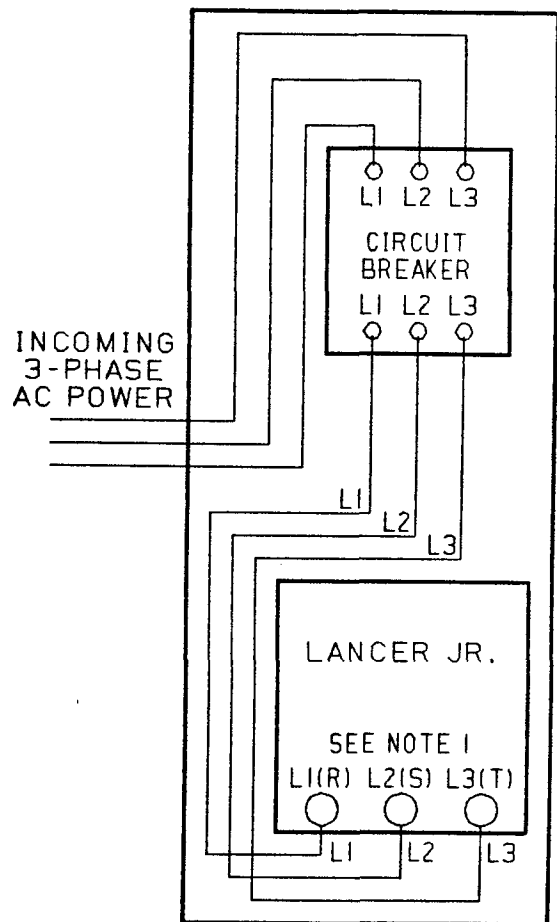 L1 L2 L3
CIRCUIT
BREAKER
L1 L2 L3
INCOMING
3-PHASE
AC POWER
L1
L2
L3
LANCER JR.
SEE NOTE 1
L1(R) L2(S) L3(T)
L1 L2 L3